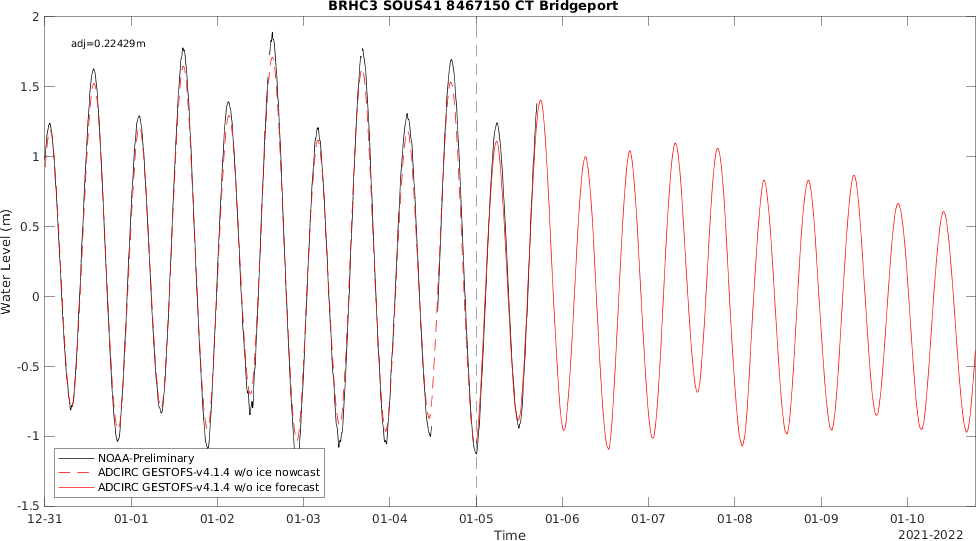 BRHC3 SOUS41 8467150 CT Bridgeport
adj=0.22429m
2
1.5
1
0.5
0
-0.5
-1
-1.5
Water Level (m)
NOAA-Preliminary
ADCIRC GESTOFS-v4.1.4 w/o ice nowcast
ADCIRC GESTOFS-v4.1.4 w/o ice forecast
12-31 01-01 01-02 01-03 01-04 01-05 01-06 01-07 01-08 01-09 01-10
Time
2021-2022